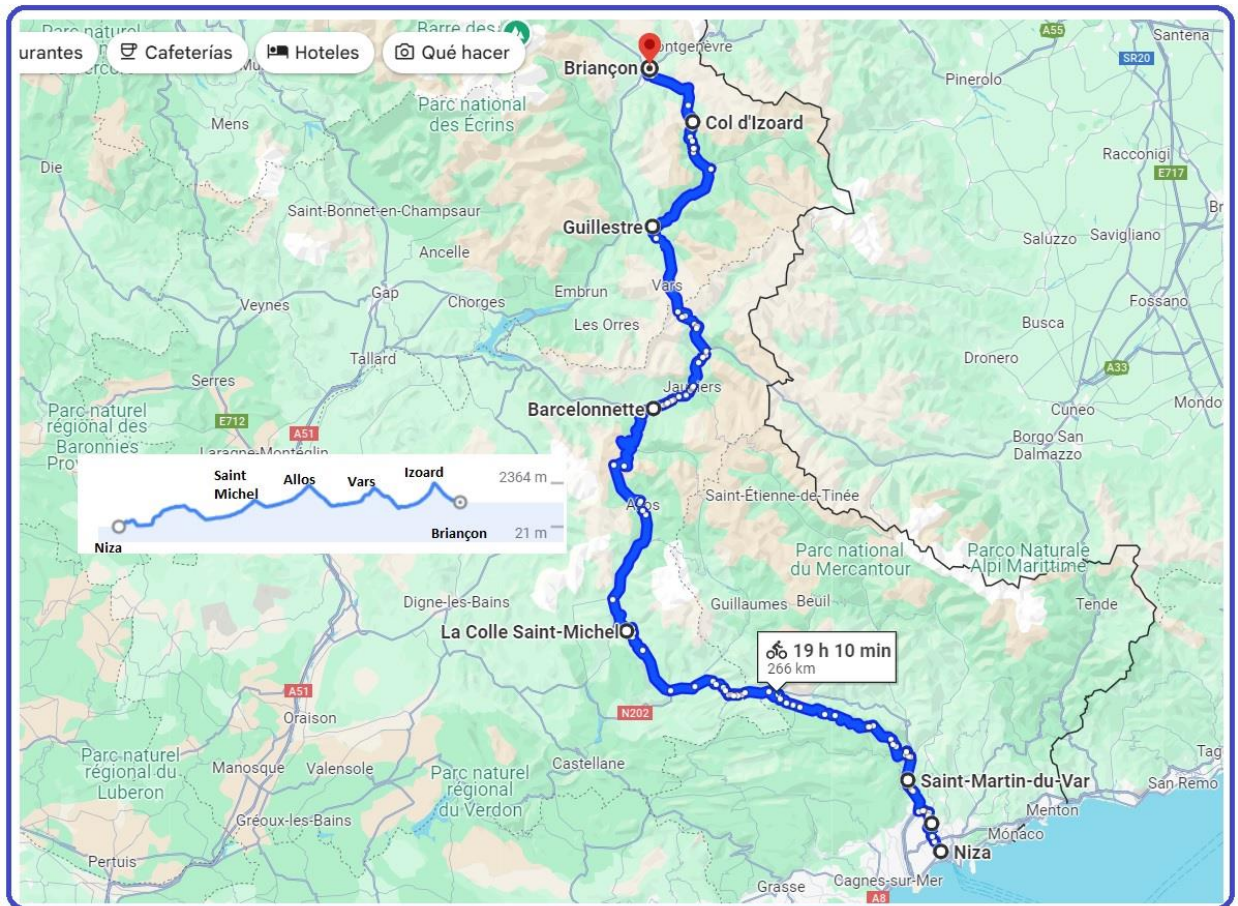 urantes
Cafeterías
Hoteles
Qué hacer
Barre des
Montgenèvre
A55
Santena
SR20
Pinerolo
Briançon
Parc national
des Écrins
Mens
Col d'Izoard
Die
Racconigi
E717
Saint-Bonnet-en-Champsaur
Guillestre
Saluzzo
Savigliano
Ancelle
Embrun
Vars
Gap
Veynes
Chorges
Fossano
Les Orres
Busca
Tallard
Dronero
A33
Serres
Jausiers
Parc naturel
régional des
Baronnies
E712
A51
Barcelonnette
Cuneo
Mondo
Laragne-Montéglin
Borgo San
Dalmazzo
Saint
Michel
Allos
Vars
Izoard
2364 m
Niza
Briançon
21 m
Allos
Saint-Étienne-de-Tinée
Parc national
du Mercantour
Parco Naturale
Alpi Marittime
Digne-les-Bains
Guillaumes
Beuil
Tende
La Colle Saint-Michel
19 h 10 min
266 km
A51
N202
Oraison
Castellane
Parc naturel
régional du
Luberon
Manosque
Valensole
Parc naturel
régional
du Verdon
Saint-Martin-du-Var
San Remo
Menton
Gréoux-les-Bains
Mónaco
Niza
Pertuis
Grasse
Cagnes-sur-Mer
A8